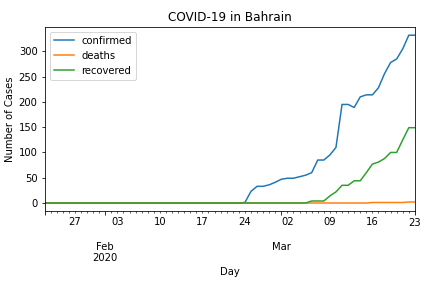 COVID-19 in Bahrain
confirmed
deaths
recovered
Number of Cases
300
250
200
150
100
50
0
27 03 10 17 24 02 09 16 23
Feb Mar
2020
Day